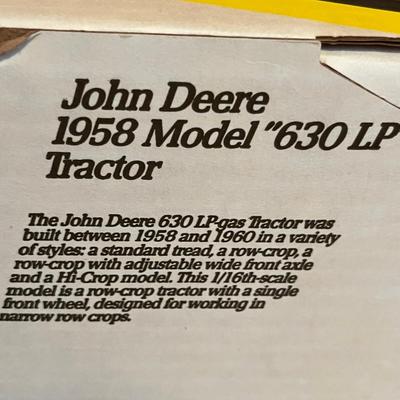 John Deere
1958 Model "630 LP
Tractor
The John Deere 630 LP-gas Tractor was
built between 1958 and 1960 in a variety
of styles: a standard tread, a row-crop, a
row-crop with adjustable wide front axle
and a Hi-Crop model. This 1/16th-scale
model is a row-crop tractor with a single
front wheel, designed for working in
narrow row crops.